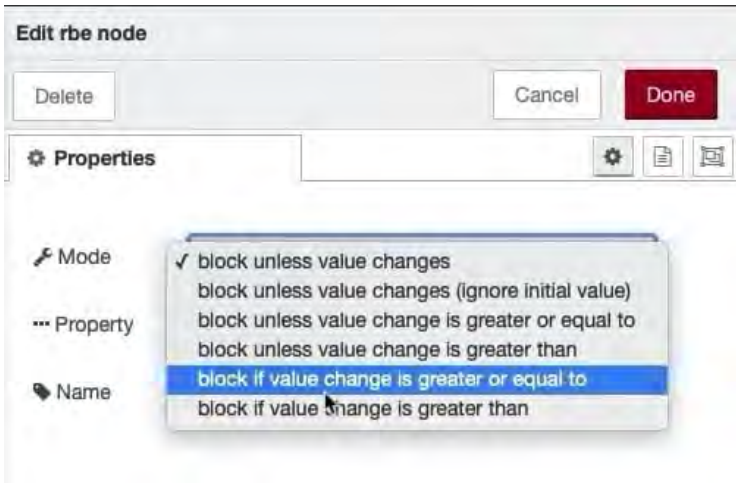 Edit rbe node
Delete
Cancel
Done
Properties
Mode
✓ block unless value changes
block unless value changes (ignore initial value)
block unless value change is greater or equal to
block unless value change is greater than
block if value change is greater or equal to
block if value change is greater than
Property
Name